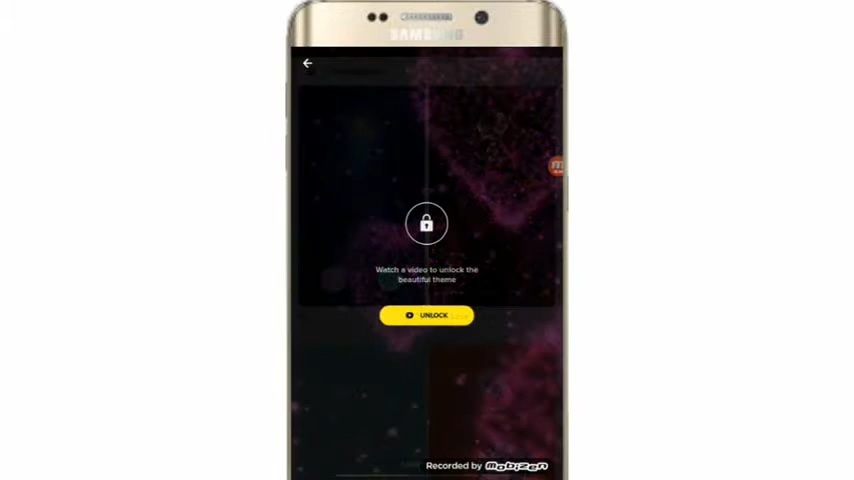 SAMSUNG
Watch a video to unlock the
beautiful theme
UNLOCK
Recorded by mobizen